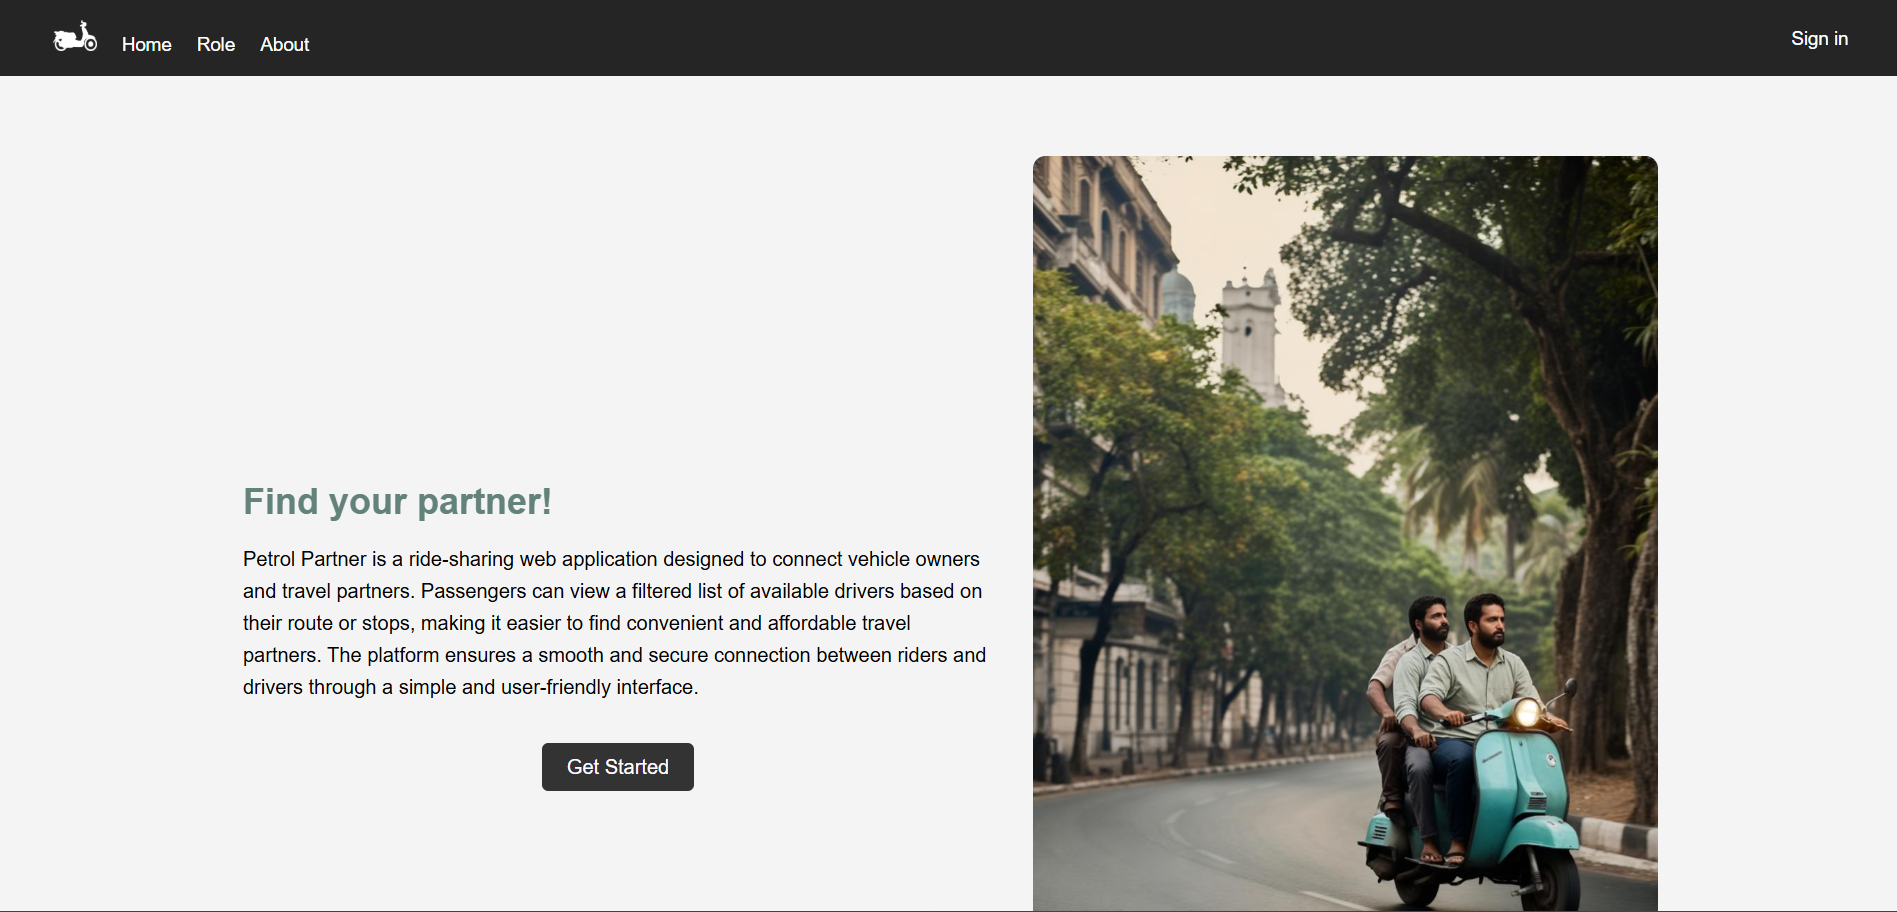 Home Role About Sign in
Find your partner!
Petrol Partner is a ride-sharing web application designed to connect vehicle owners
and travel partners. Passengers can view a filtered list of available drivers based on
their route or stops, making it easier to find convenient and affordable travel
partners. The platform ensures a smooth and secure connection between riders and
drivers through a simple and user-friendly interface.
Get Started